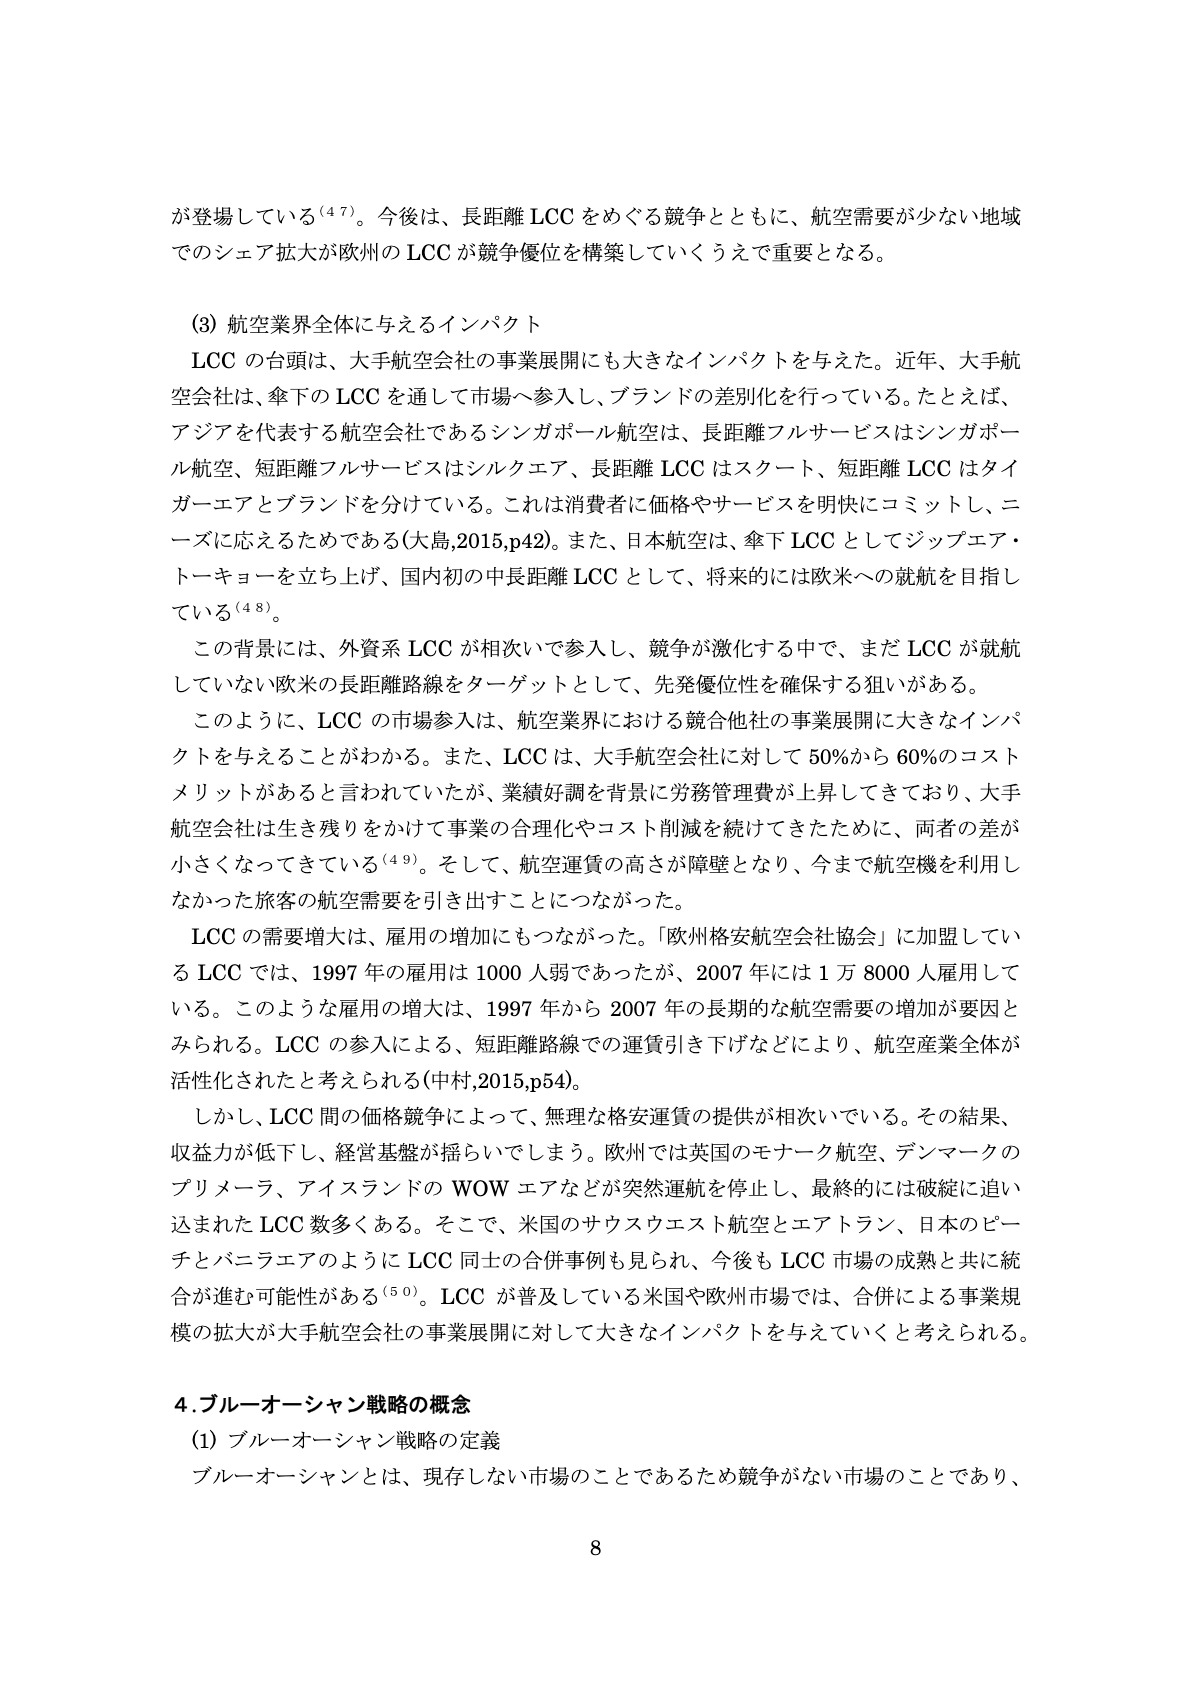 が登場している(47)。今後は、長距離 LCC をめぐる競争とともに、航空需要が少ない地域
でのシェア拡大が欧州の LCC が競争優位を構築していくうえで重要となる。
(3) 航空業界全体に与えるインパクト
LCC の台頭は、大手航空会社の事業展開にも大きなインパクトを与えた。近年、大手航
空会社は、傘下の LCC を通して市場へ参入し、ブランドの差別化を行っている。たとえば、
アジアを代表する航空会社であるシンガポール航空は、長距離フルサービスはシンガポー
ル航空、短距離フルサービスはシルクエア、長距離 LCC はスクート、短距離 LCC はタイ
ガーエアとブランドを分けている。これは消費者に価格やサービスを明快にコミットし、ニ
ーズに応えるためである(大島,2015,p42)。また、日本航空は、傘下 LCC としてジップエア・
トーキョーを立ち上げ、国内初の中長距離 LCC として、将来的には欧米への就航を目指し
ている(48)。
この背景には、外資系 LCC が相次いで参入し、競争が激化する中で、まだ LCC が就航
していない欧米の長距離路線をターゲットとして、先発優位性を確保する狙いがある。
このように、LCC の市場参入は、航空業界における競合他社の事業展開に大きなインパ
クトを与えることがわかる。また、LCC は、大手航空会社に対して 50%から 60%のコスト
メリットがあると言われていたが、業績好調を背景に労務管理費が上昇してきており、大手
航空会社は生き残りをかけて事業の合理化やコスト削減を続けてきたために、両者の差が
小さくなってきている(49)。そして、航空運賃の高さが障壁となり、今まで航空機を利用し
なかった旅客の航空需要を引き出すことにつながった。
LCC の需要増大は、雇用の増加にもつながった。「欧州格安航空会社協会」に加盟してい
る LCC では、1997 年の雇用は 1000 人弱であったが、2007 年には 1 万 8000 人雇用して
いる。このような雇用の増大は、1997 年から 2007 年の長期的な航空需要の増加が要因と
みられる。LCC の参入による、短距離路線での運賃引き下げなどにより、航空産業全体が
活性化されたと考えられる(中村,2015,p54)。
しかし、LCC 間の価格競争によって、無理な格安運賃の提供が相次いでいる。その結果、
収益力が低下し、経営基盤が揺らいでしまう。欧州では英国のモナーク航空、デンマークの
プリメーラ、アイスランドの WOW エアなどが突然運航を停止し、最終的には破綻に追い
込まれた LCC 数多くある。そこで、米国のサウスウエスト航空とエアトラン、日本のピー
チとバニラエアのように LCC 同士の合併事例も見られ、今後も LCC 市場の成熟と共に統
合が進む可能性がある(50)。LCC が普及している米国や欧州市場では、合併による事業規
模の拡大が大手航空会社の事業展開に対して大きなインパクトを与えていくと考えられる。
４.ブルーオーシャン戦略の概念
(1) ブルーオーシャン戦略の定義
ブルーオーシャンとは、現存しない市場のことであるため競争がない市場のことであり、
8